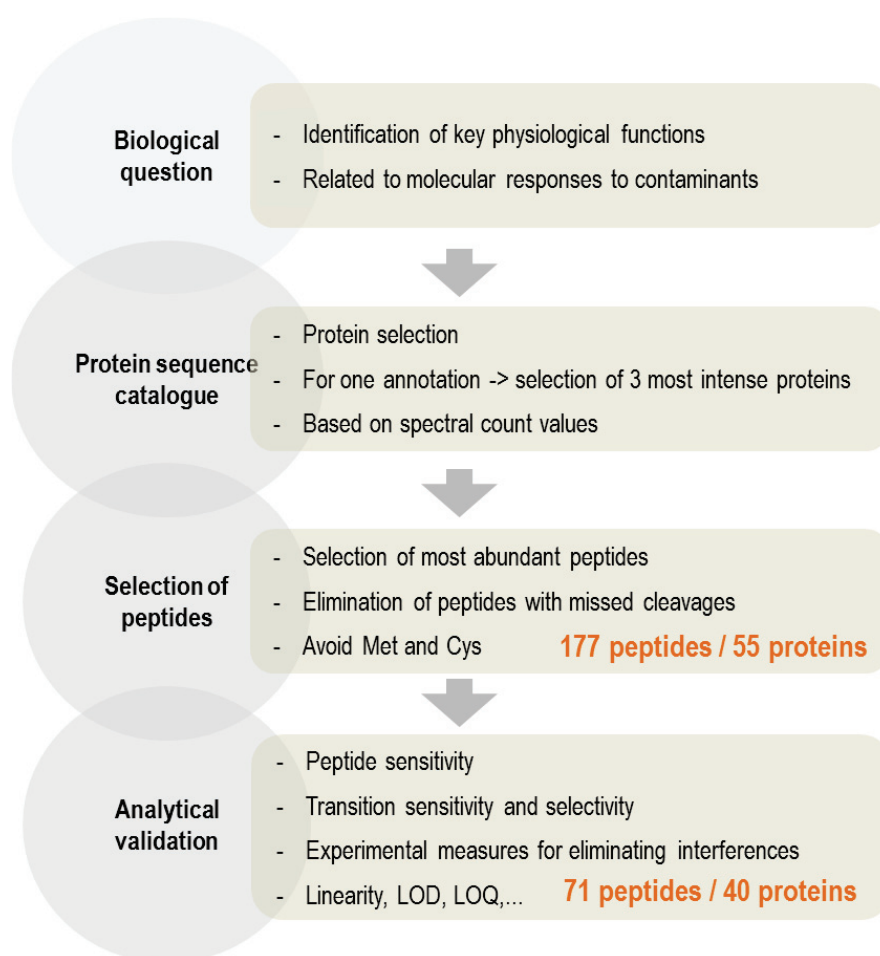 Biological
question
- Identification of key physiological functions
- Related to molecular responses to contaminants
Protein sequence
catalogue
- Protein selection
- For one annotation -> selection of 3 most intense proteins
- Based on spectral count values
Selection of
peptides
- Selection of most abundant peptides
- Elimination of peptides with missed cleavages
- Avoid Met and Cys 177 peptides / 55 proteins
Analytical
validation
- Peptide sensitivity
- Transition sensitivity and selectivity
- Experimental measures for eliminating interferences
- Linearity, LOD, LOQ,... 71 peptides / 40 proteins